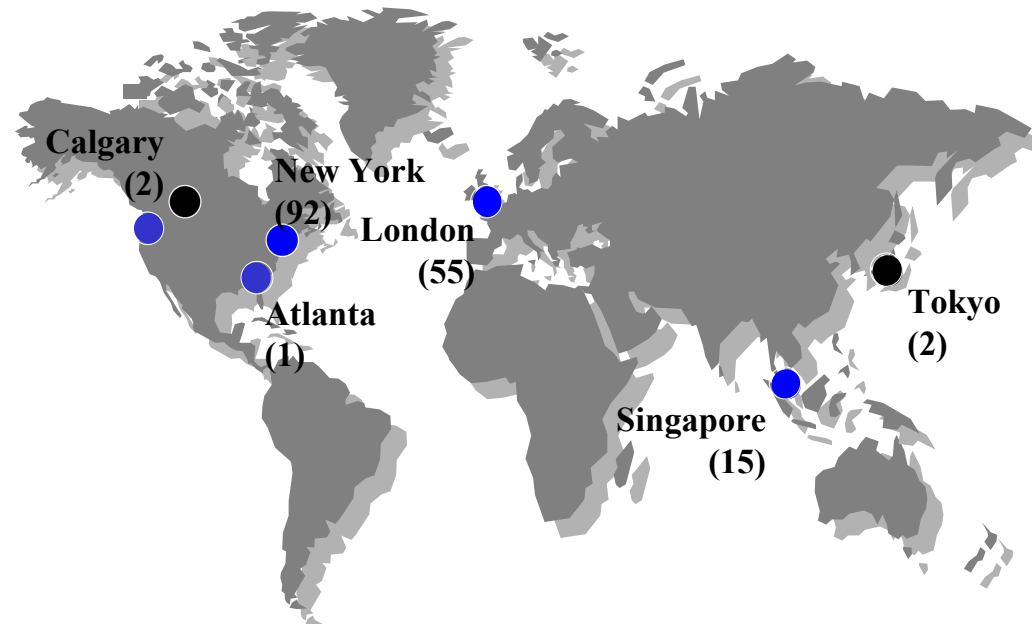 Calgary
(2)
New York
(92)
London
(55)
Atlanta
(1)
Tokyo
(2)
Singapore
(15)